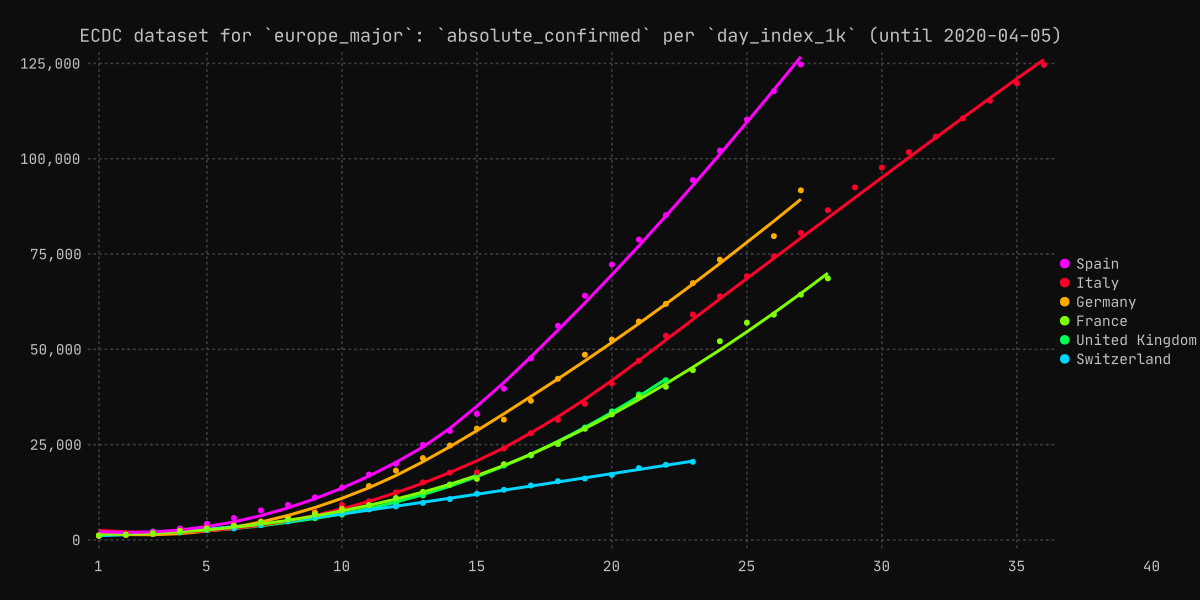 ECDC dataset for `europe_major`: `absolute_confirmed` per `day_index_1k` (until 2020-04-05)
125,000
100,000
75,000
50,000
25,000
0
1 5 10 15 20 25 30 35 40
Spain
Italy
Germany
France
United Kingdom
Switzerland